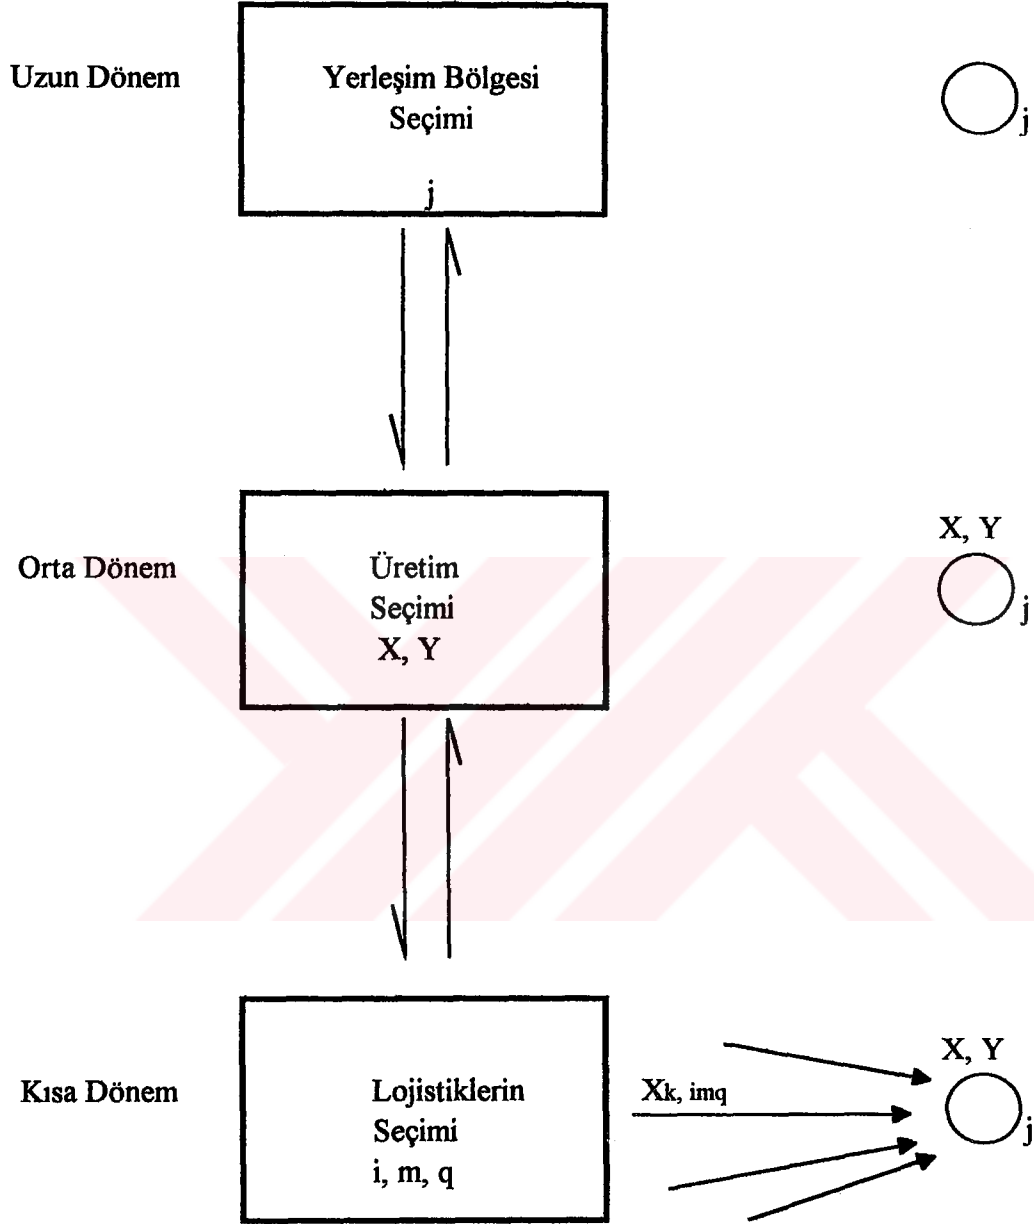 Uzun Dönem
Yerleşim Bölgesi
Seçimi
j
j
Orta Dönem
Üretim
Seçimi
X, Y
X, Y
j
Kısa Dönem
Lojistiklerin
Seçimi
i, m, q
Xk, imq
X, Y
j